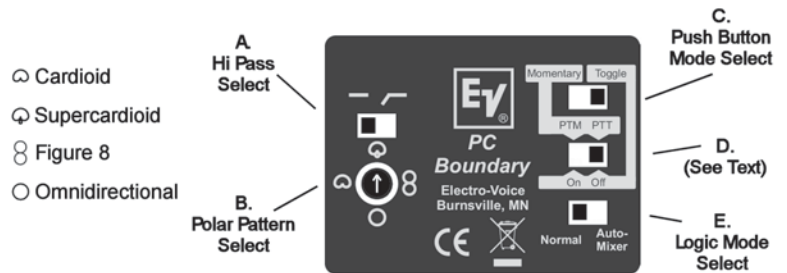 Cardioid
Supercardioid
Figure 8
Omnidirectional
A.
Hi Pass
Select
B.
Polar Pattern
Select
EV®
PC
Boundary
Electro-Voice
Burnsville, MN
CE
Momentary Toggle
PTM PTT
On Off
Normal Auto-
Mixer
C.
Push Button
Mode Select
D.
(See Text)
E.
Logic Mode
Select